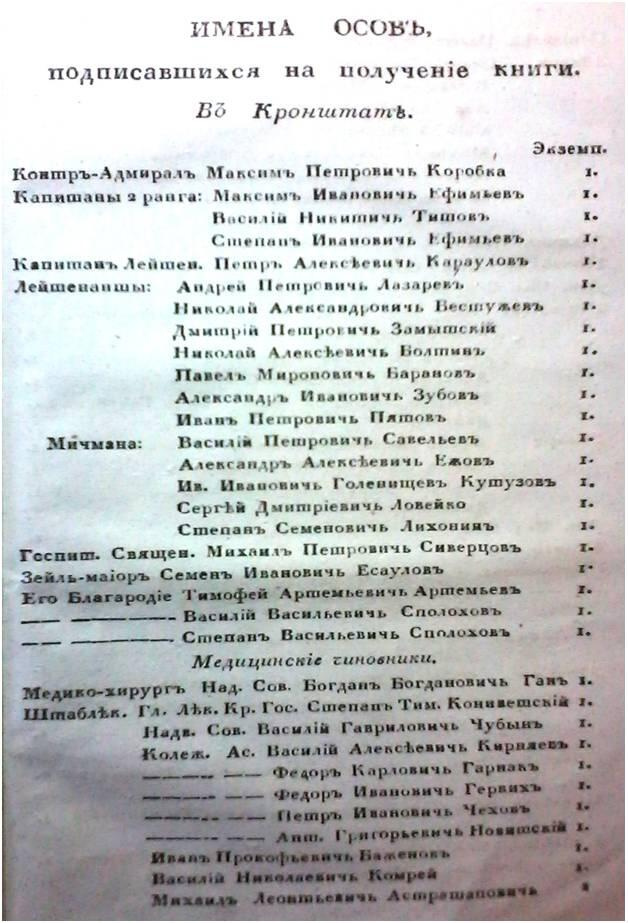 ИМЕНА ОСОБЪ,
подписавшихся на полученіе книги.
Въ Кронштатѣ.
Экземп.
Контръ-Адмиралъ Максимъ Петровичь Коробка 1.
Капитаны 2 ранга: Максимъ Ивановичь Ефимьевъ 1.
Василій Никитичь Титовъ 1.
Степанъ Ивановичь Ефимьевъ 1.
Капитанъ Лейтен. Петръ Алексѣевичь Карауловъ 1.
Лейтенанты: Андрей Петровичь Лазаревъ 1.
Николай Александровичь Бестужевъ 1.
Дмитрій Петровичь Замытскій 1.
Николай Алексѣевичь Болтинъ 1.
Павелъ Мироновичь Барановъ 1.
Александръ Ивановичь Зубовъ 1.
Иванъ Петровичь Пятовъ 1.
Мичмана: Василій Петровичь Савельевъ 1.
Александръ Алексѣевичь Ежовъ 1.
Ив. Ивановичь Голенищевъ Кутузовъ 1.
Сергѣй Дмитріевичь Ловейко 1.
Степанъ Семеновичь Лихонинъ 1.
Госпит. Священ. Михаилъ Петровичь Сиверцовъ 1.
Зейль-маіоръ Семенъ Ивановичь Есауловъ 1.
Его Благородіе Тимофей Артемьевичь Артемьевъ 1.
—— —— ———— Василій Васильевичь Сполоховъ 1.
—— ———— Степанъ Васильевичь Сполоховъ 1.
Медицинскіе чиновники.
Медико-хирургъ Над. Сов. Богданъ Богдановичь Ганъ 1.
Штаблѣк. Гл. Лѣк. Кр. Гос. Степанъ Тим. 1.
Надв. Сов. Василій Гавриловичь Чубынъ 1.
Колеж. Ас. Василій Алексѣевичь 1.
———— —— Федоръ Карловичь Гарнакъ 1.
———— —— Федоръ Ивановичь Гервихъ 1.
———— —— Петръ Ивановичь Чеховъ 1.
———— —— Ант. Григорьевичь Новитскій 1.
Иванъ Прокофьевичь Баженовъ 1.
Василій Николаевичь Комрей 1.
Михаилъ Леонтьевичь 1